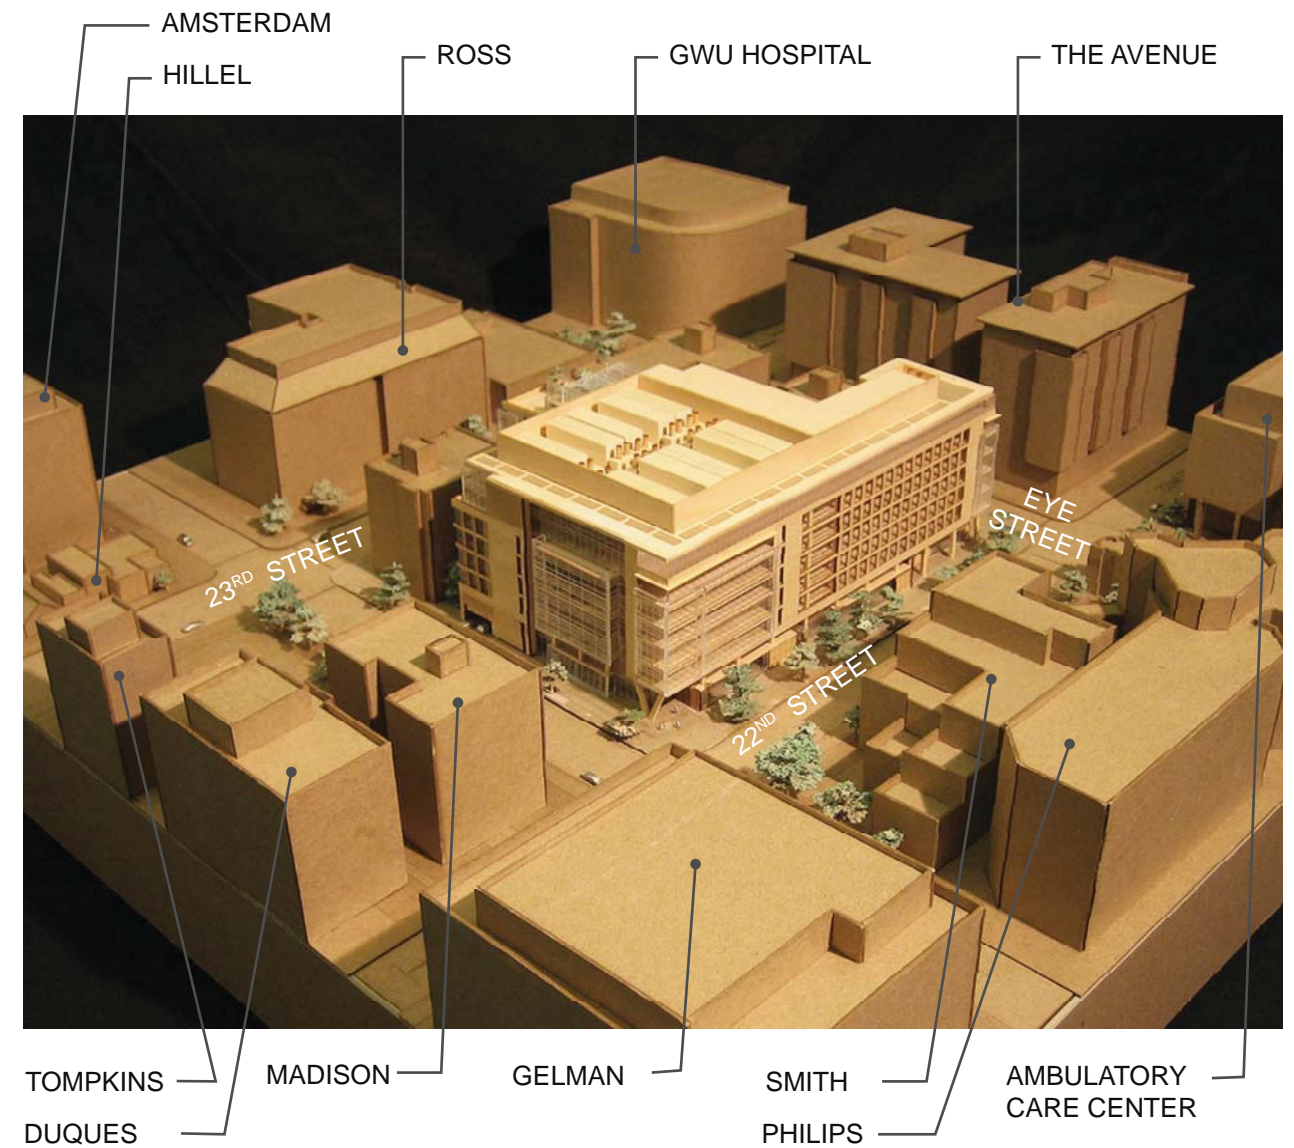 AMSTERDAM
HILLEL
ROSS
GWU HOSPITAL
THE AVENUE
EYE
STREET
23RD STREET
22ND STREET
TOMPKINS
MADISON
GELMAN
SMITH
AMBULATORY
CARE CENTER
DUQUES
PHILIPS